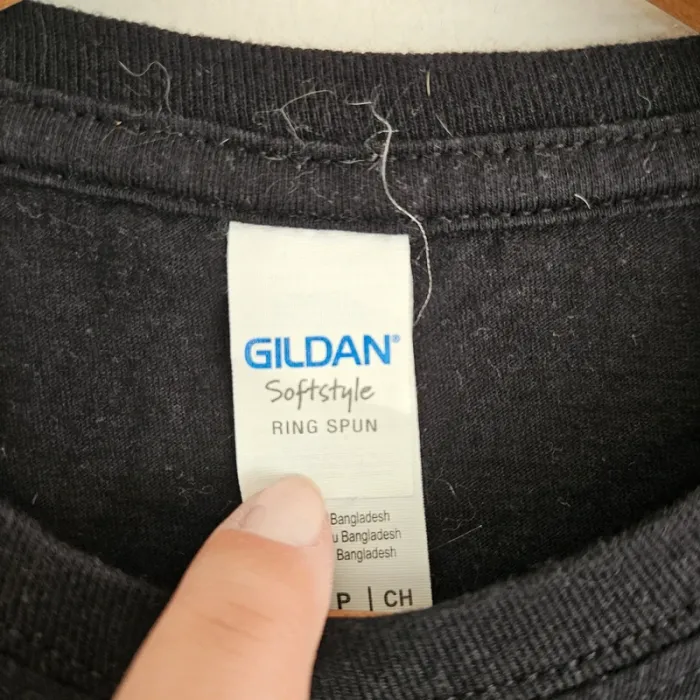 GILDAN®
Softstyle
RING SPUN
Bangladesh
u Bangladesh
Bangladesh
P | CH